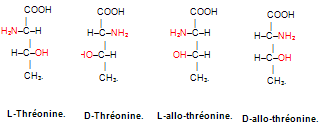 COOH COOH COOH COOH
H₂N–C–H H–C–NH₂ H₂N–C–H H–C–NH₂
H–C–OH HO–C–H OH–C–H H–C–OH
CH₃. CH₃. CH₃. CH₃.
L-Thréonine. D-Thréonine. L-allo-thréonine. D-allo-thréonine.